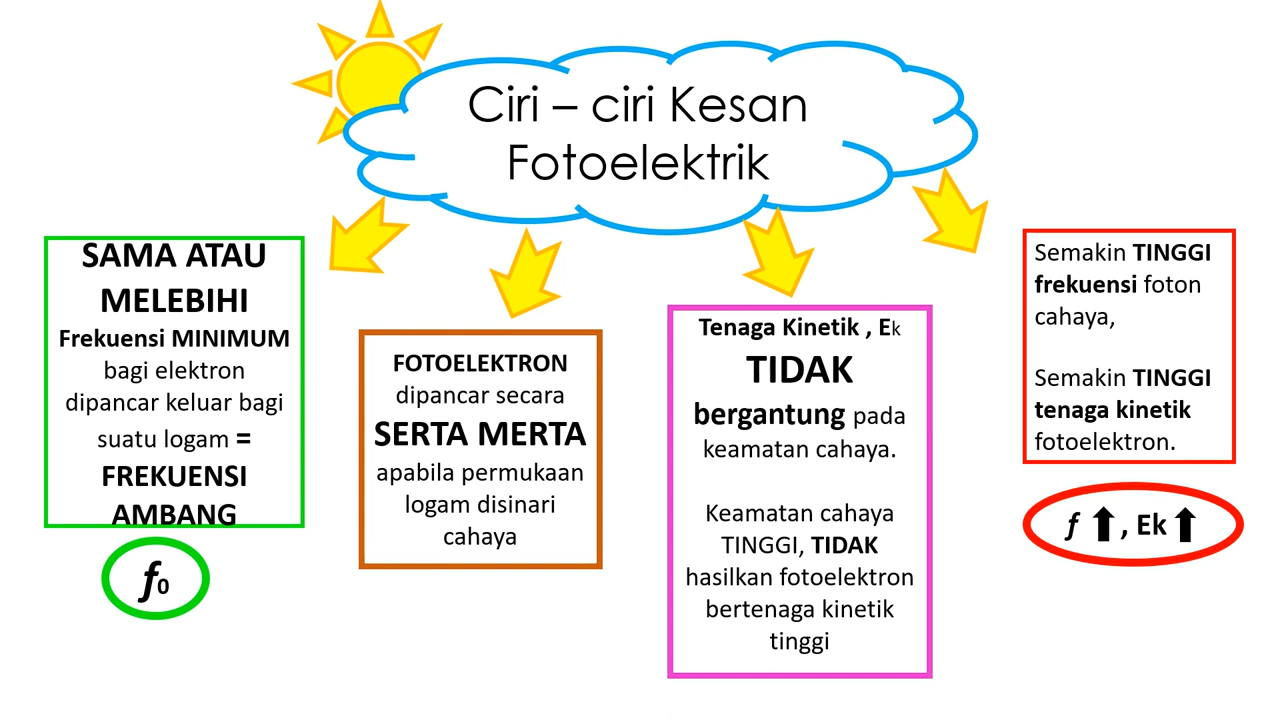 Ciri – ciri Kesan
Fotoelektrik
SAMA ATAU
MELEBIHI
Frekuensi MINIMUM
bagi elektron
dipancar keluar bagi
suatu logam =
FREKUENSI
AMBANG
f0
FOTOELEKTRON
dipancar secara
SERTA MERTA
apabila permukaan
logam disinari
cahaya
Tenaga Kinetik , Ek
TIDAK
bergantung pada
keamatan cahaya.
Keamatan cahaya
TINGGI, TIDAK
hasilkan fotoelektron
bertenaga kinetik
tinggi
Semakin TINGGI
frekuensi foton
cahaya,
Semakin TINGGI
tenaga kinetik
fotoelektron.
f ⬆ , Ek ⬆